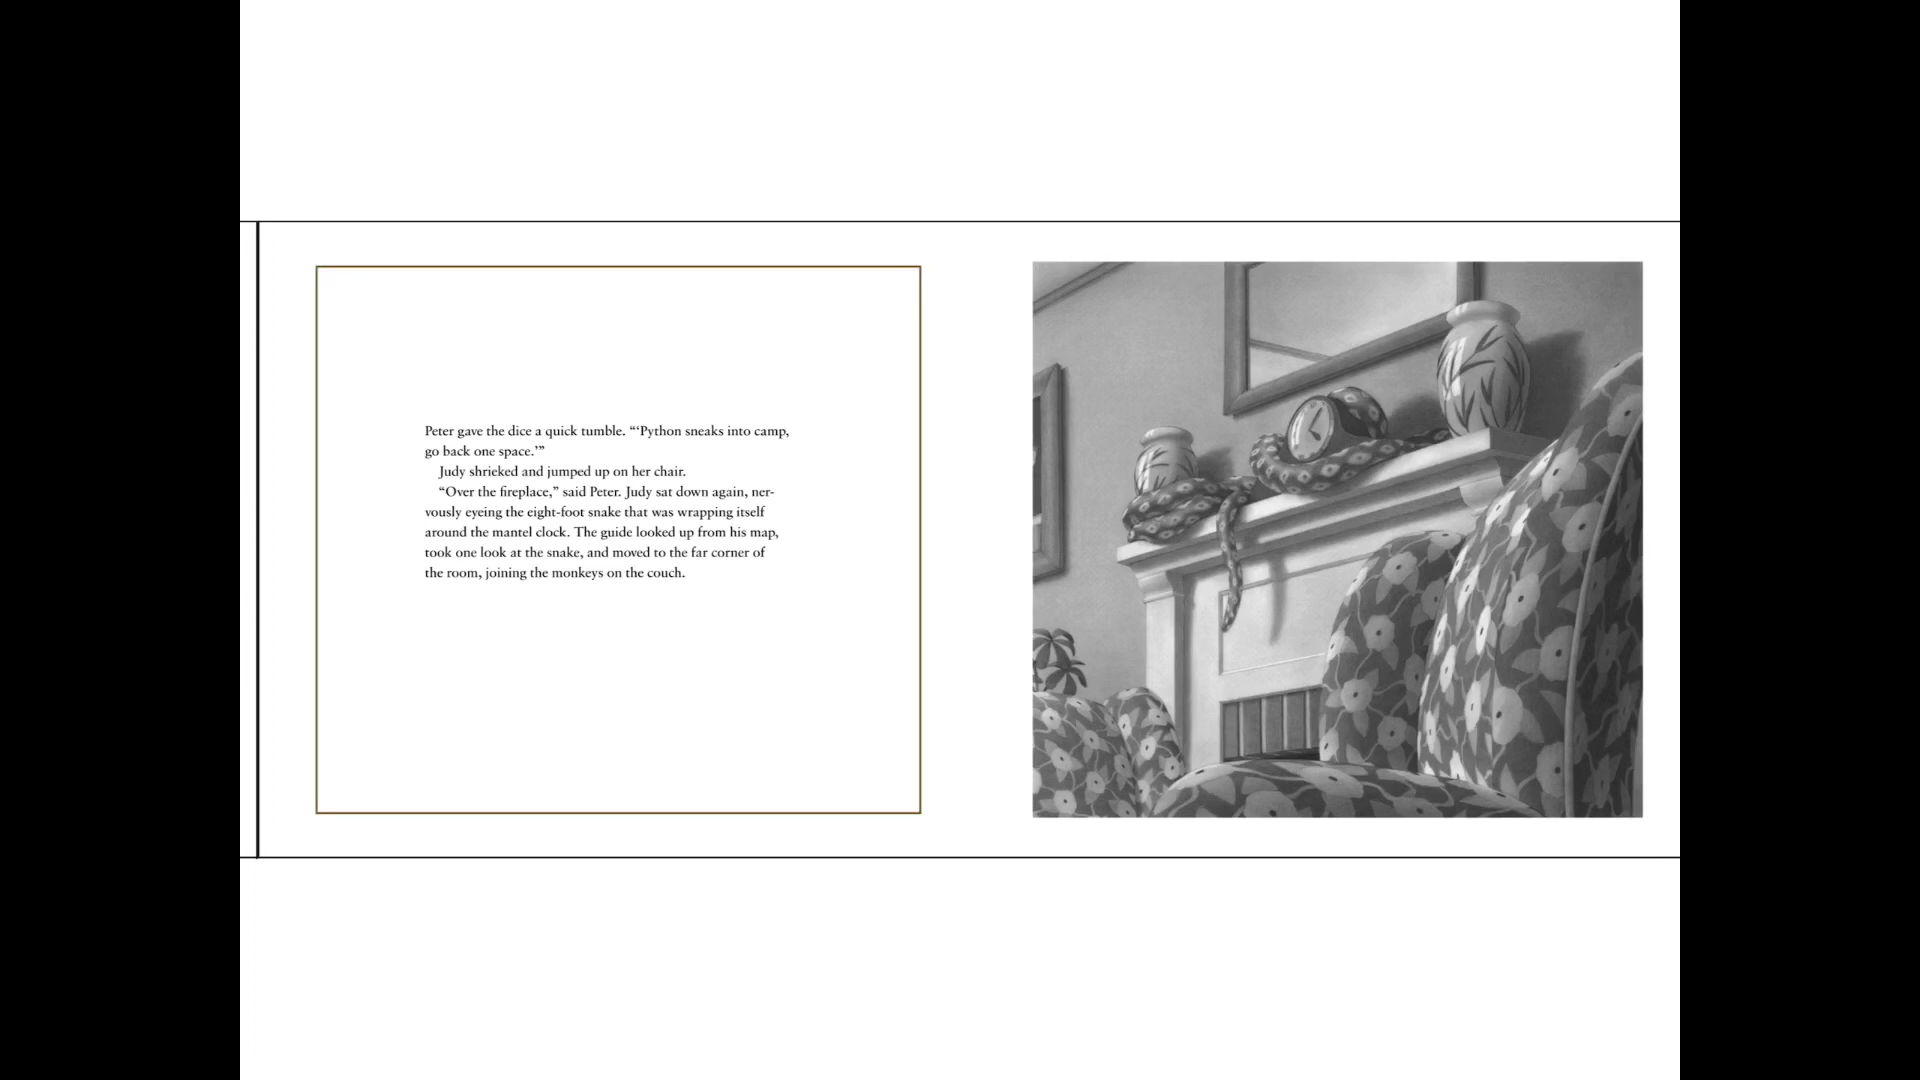 Peter gave the dice a quick tumble. “‘Python sneaks into camp,
go back one space.’”
Judy shrieked and jumped up on her chair.
“Over the fireplace,” said Peter. Judy sat down again, ner-
vously eyeing the eight-foot snake that was wrapping itself
around the mantel clock. The guide looked up from his map,
took one look at the snake, and moved to the far corner of
the room, joining the monkeys on the couch.